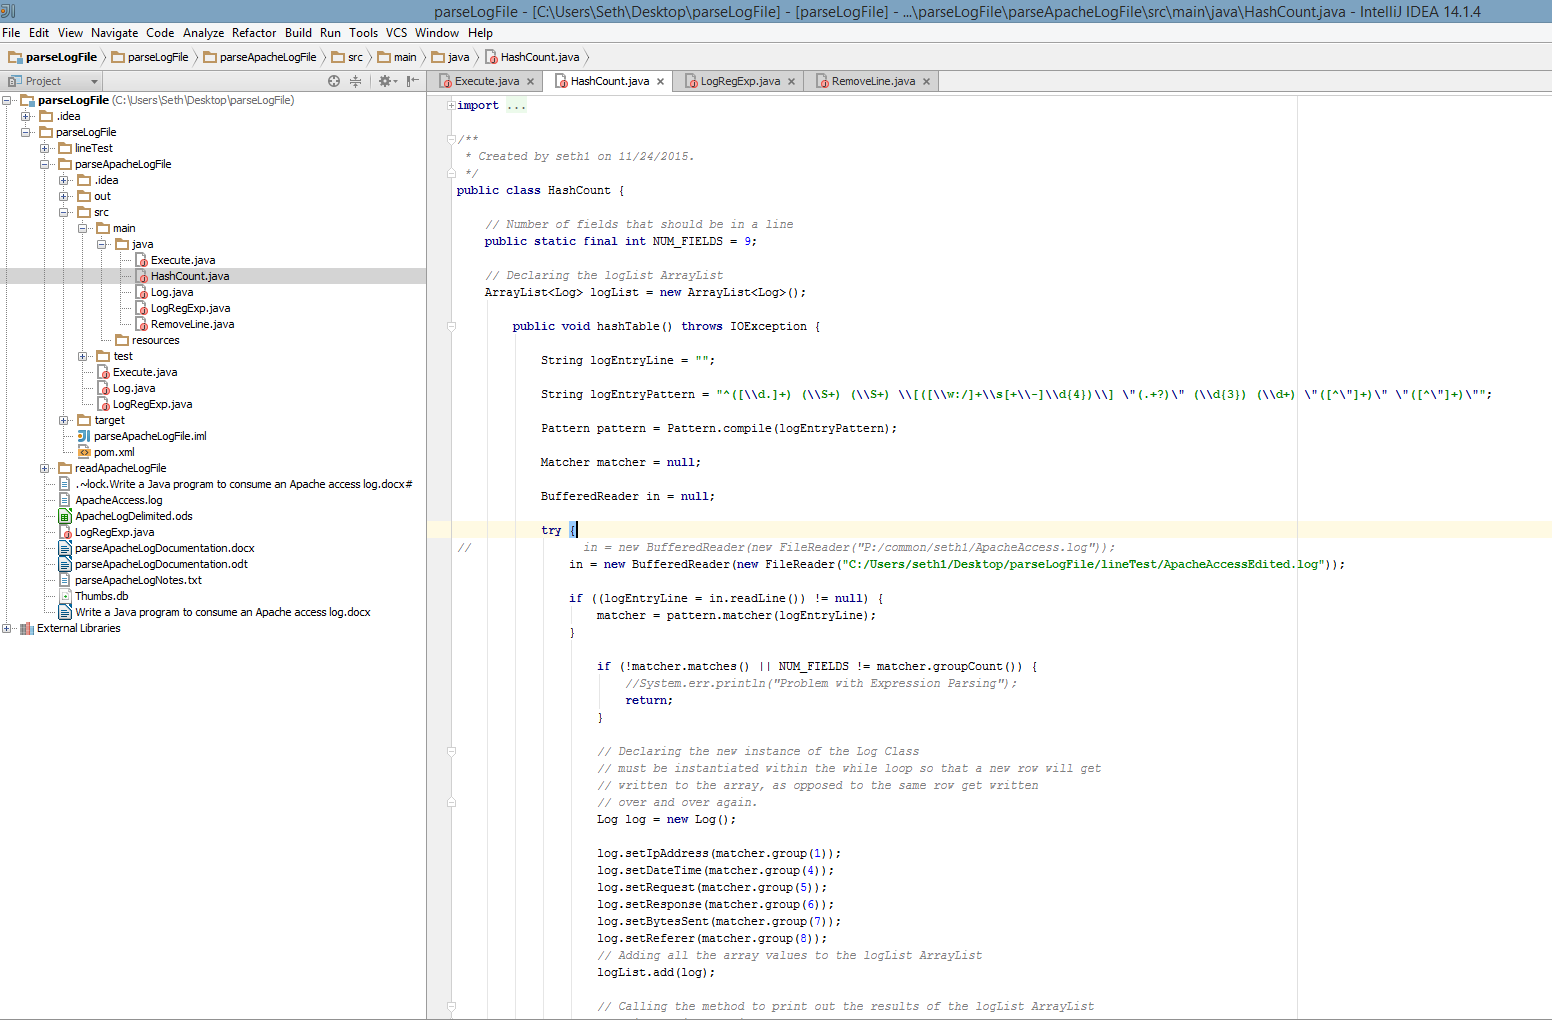 parseLogFile - [C:\Users\Seth\Desktop\parseLogFile] - [parseLogFile] - ...\parseLogFile\parseApacheLogFile\src\main\java\HashCount.java - IntelliJ IDEA 14.1.4
File Edit View Navigate Code Analyze Refactor Build Run Tools VCS Window Help
parseLogFile parseLogFile parseApacheLogFile src main java HashCount.java
Project
Execute.java HashCount.java LogRegExp.java RemoveLine.java
parseLogFile (C:\Users\Seth\Desktop\parseLogFile)
.idea
parseLogFile
lineTest
parseApacheLogFile
.idea
out
src
main
java
Execute.java
HashCount.java
Log.java
LogRegExp.java
RemoveLine.java
resources
test
Execute.java
Log.java
LogRegExp.java
target
parseApacheLogFile.iml
pom.xml
readApacheLogFile
.~lock.Write a Java program to consume an Apache access log.docx#
ApacheAccess.log
ApacheLogDelimited.ods
LogRegExp.java
parseApacheLogDocumentation.docx
parseApacheLogDocumentation.odt
parseApacheLogNotes.txt
Thumbs.db
Write a Java program to consume an Apache access log.docx
External Libraries
import ...
/**
* Created by seth1 on 11/24/2015.
*/
public class HashCount {
// Number of fields that should be in a line
public static final int NUM_FIELDS = 9;
// Declaring the logList ArrayList
ArrayList<Log> logList = new ArrayList<Log>();
public void hashTable() throws IOException {
String logEntryLine = "";
String logEntryPattern = "^([\\d.]+) (\\S+) (\\S+) \\[([\\w:/]+\\s[+\\-]\\d{4})\\] \"(.+?)\" (\\d{3}) (\\d+) \"([^\"]+)\" \"([^\"]+)\"";
Pattern pattern = Pattern.compile(logEntryPattern);
Matcher matcher = null;
BufferedReader in = null;
try {
// in = new BufferedReader(new FileReader("P:/common/seth1/ApacheAccess.log"));
in = new BufferedReader(new FileReader("C:/Users/seth1/Desktop/parseLogFile/lineTest/ApacheAccessEdited.log"));
if ((logEntryLine = in.readLine()) != null) {
matcher = pattern.matcher(logEntryLine);
}
if (!matcher.matches() || NUM_FIELDS != matcher.groupCount()) {
//System.err.println("Problem with Expression Parsing");
return;
}
// Declaring the new instance of the Log Class
// must be instantiated within the while loop so that a new row will get
// written to the array, as opposed to the same row get written
// over and over again.
Log log = new Log();
log.setIpAddress(matcher.group(1));
log.setDateTime(matcher.group(4));
log.setRequest(matcher.group(5));
log.setResponse(matcher.group(6));
log.setBytesSent(matcher.group(7));
log.setReferer(matcher.group(8));
// Adding all the array values to the logList ArrayList
logList.add(log);
// Calling the method to print out the results of the logList ArrayList